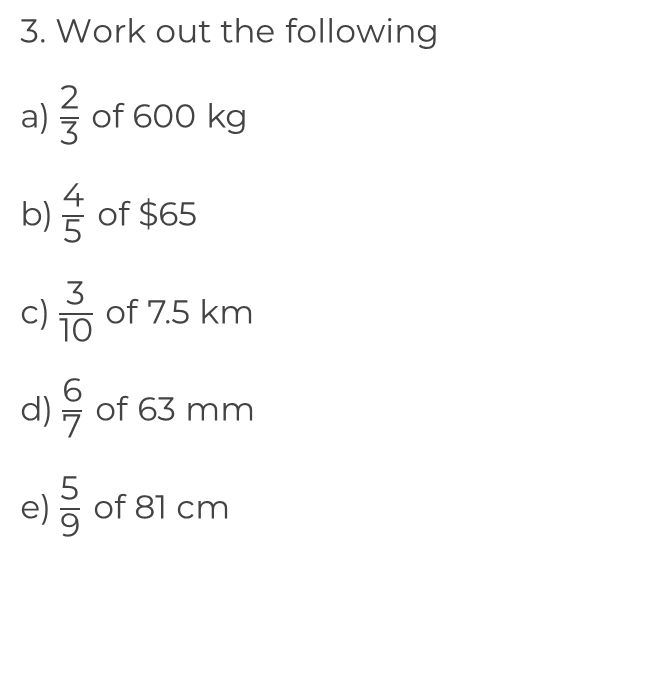 3. Work out the following
a) 2/3 of 600 kg
b) 4/5 of $65
c) 3/10 of 7.5 km
d) 6/7 of 63 mm
e) 5/9 of 81 cm